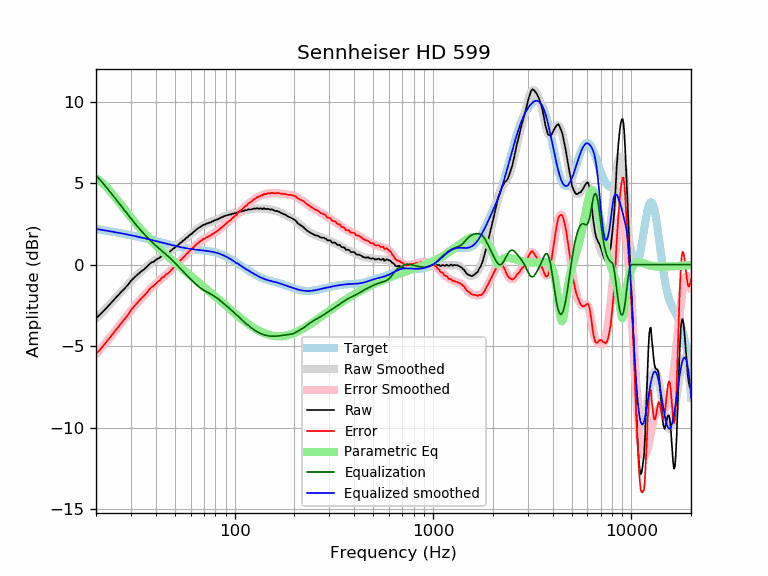 Sennheiser HD 599
Amplitude (dBr)
10
5
0
−5
−10
−15
Target
Raw Smoothed
Error Smoothed
Raw
Error
Parametric Eq
Equalization
Equalized smoothed
100
1000
10000
Frequency (Hz)